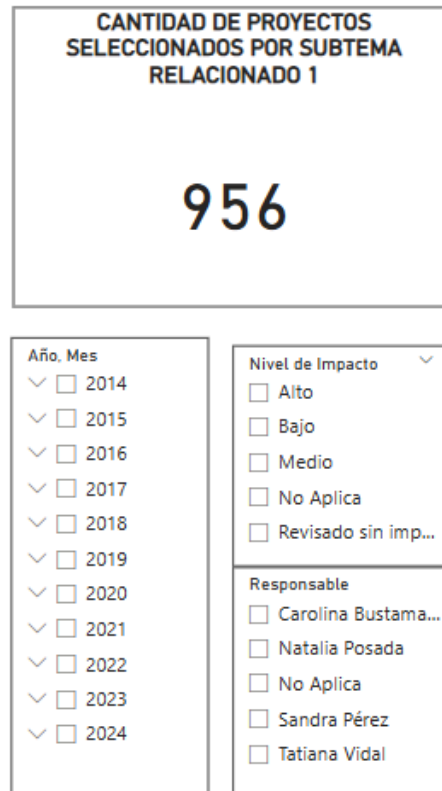 CANTIDAD DE PROYECTOS
SELECCIONADOS POR SUBTEMA
RELACIONADO 1
956
Año, Mes
2014
2015
2016
2017
2018
2019
2020
2021
2022
2023
2024
Nivel de Impacto
Alto
Bajo
Medio
No Aplica
Revisado sin imp...
Responsable
Carolina Bustama...
Natalia Posada
No Aplica
Sandra Pérez
Tatiana Vidal